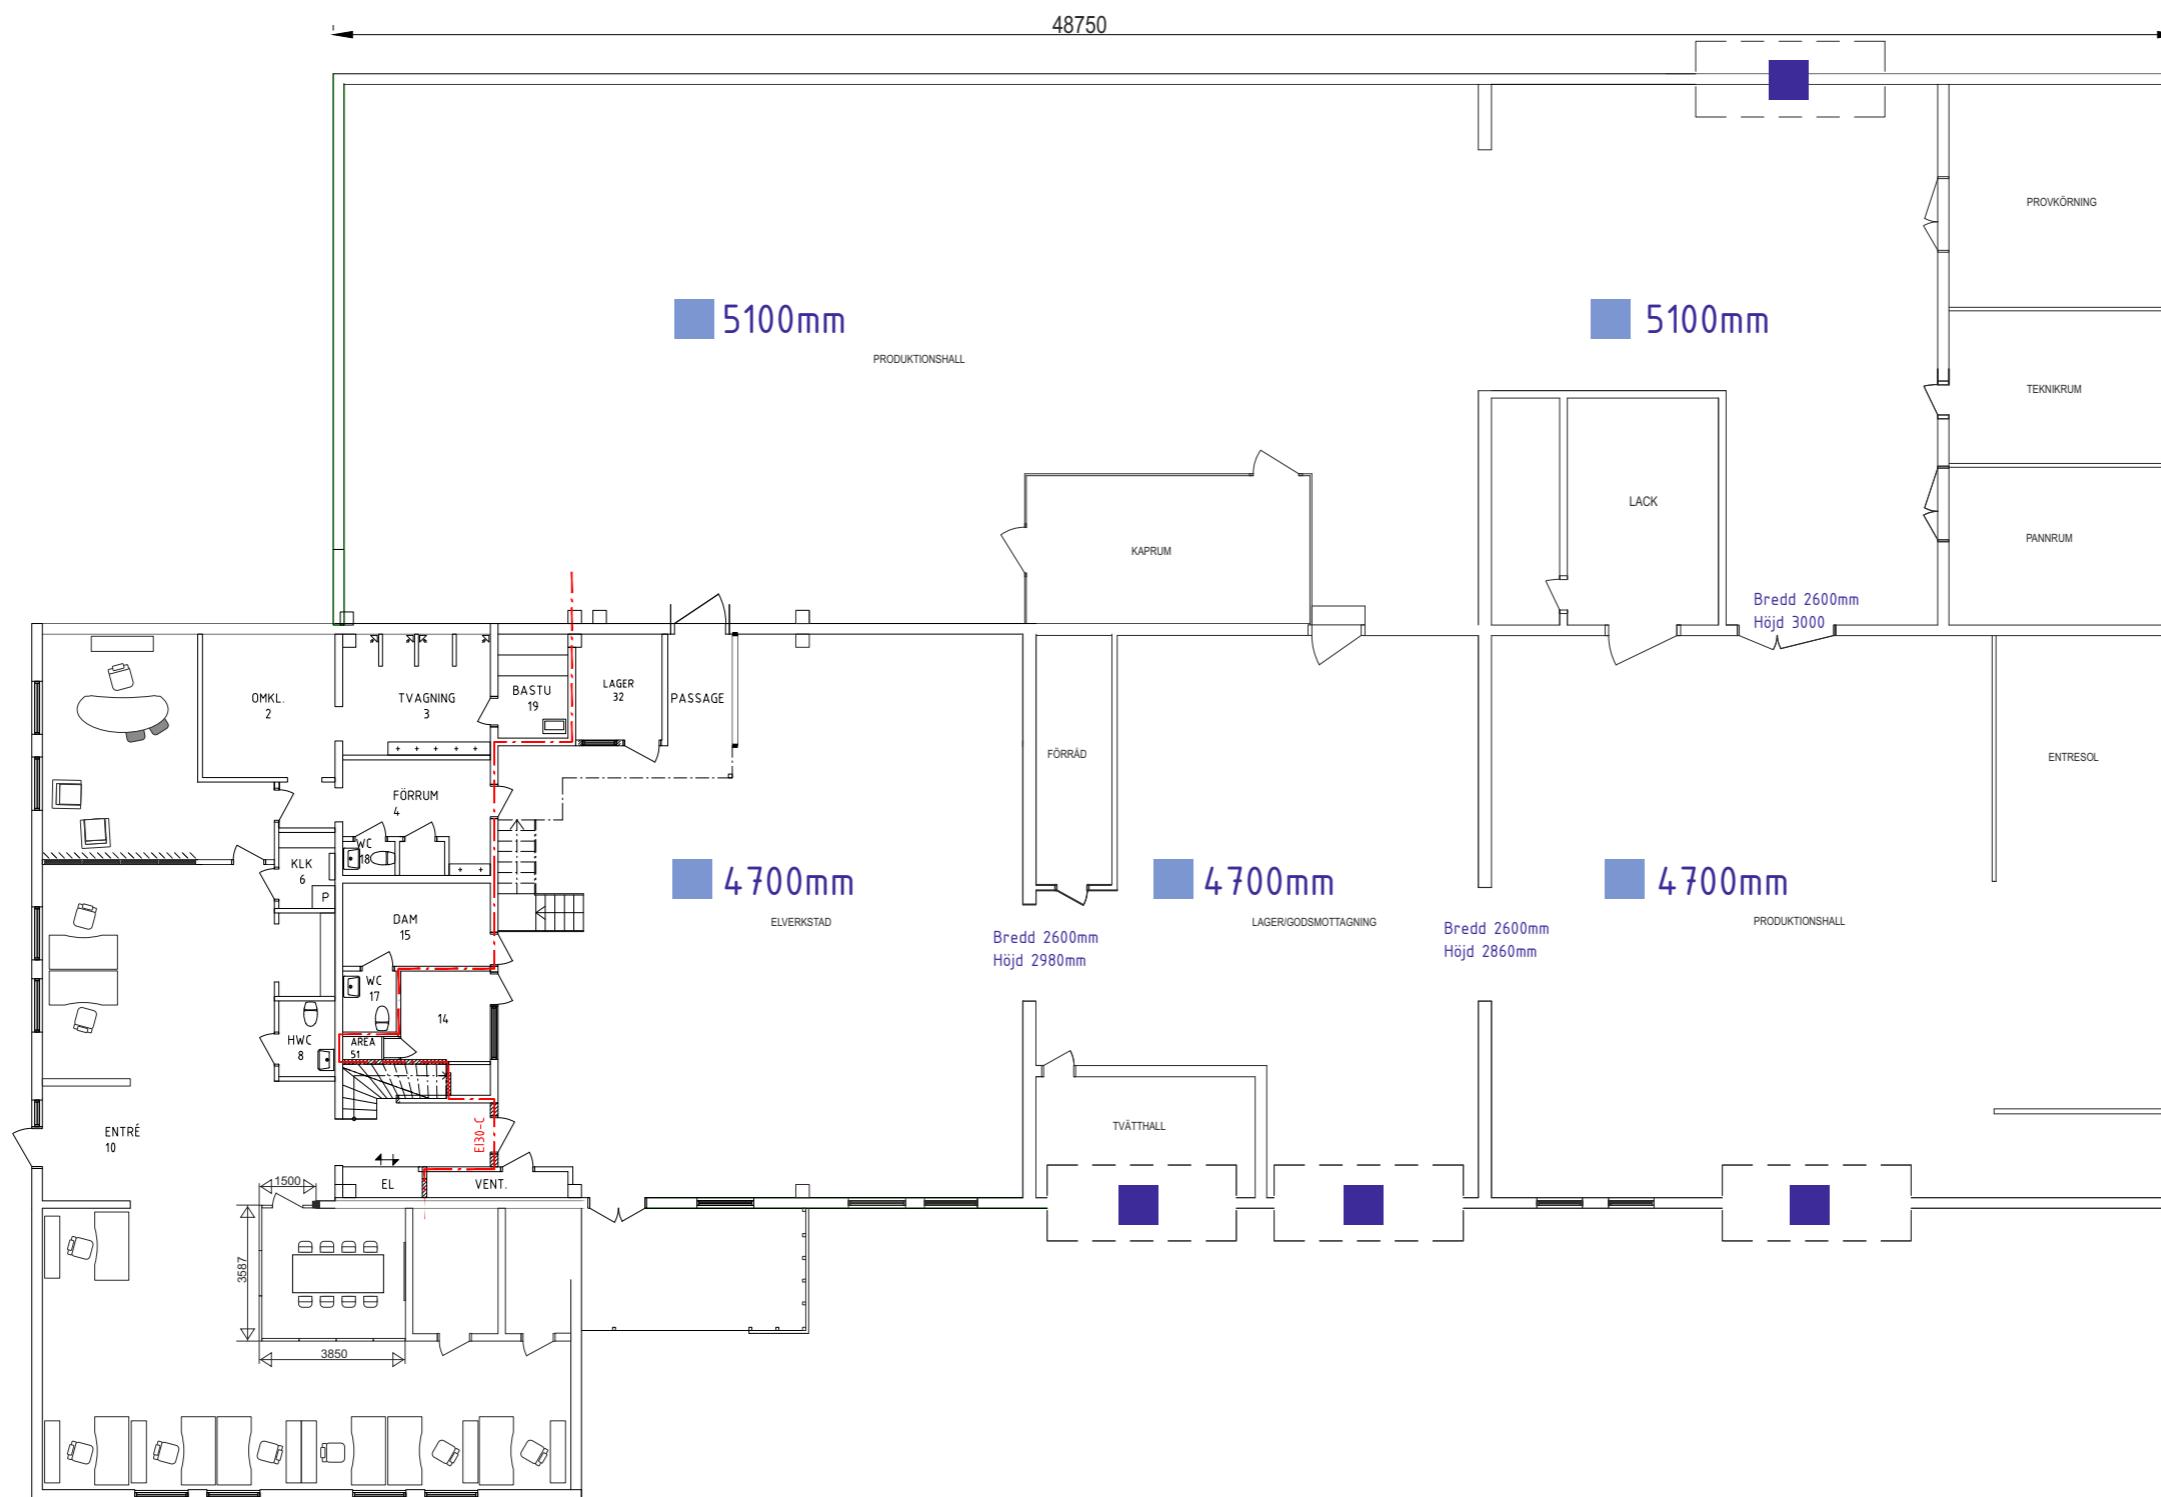 48750
PROVKÖRNING
5100mm
5100mm
PRODUKTIONSHALL
TEKNIKRUM
LACK
PANNRUM
KAPRUM
Bredd 2600mm
Höjd 3000
OMKL.
2
TVAGNING
3
BASTU
19
LAGER
32
PASSAGE
FÖRRÅD
ENTRESOL
FÖRRUM
4
WC
18
KLK
6
P
4700mm
4700mm
4700mm
ELVERKSTAD
LAGER/GODSMOTTAGNING
PRODUKTIONSHALL
DAM
15
Bredd 2600mm
Höjd 2980mm
Bredd 2600mm
Höjd 2860mm
WC
17
14
HWC
8
AREA
51
ENTRÉ
10
EI30-C
TVÄTTHALL
EL
VENT.
1500
3587
3850